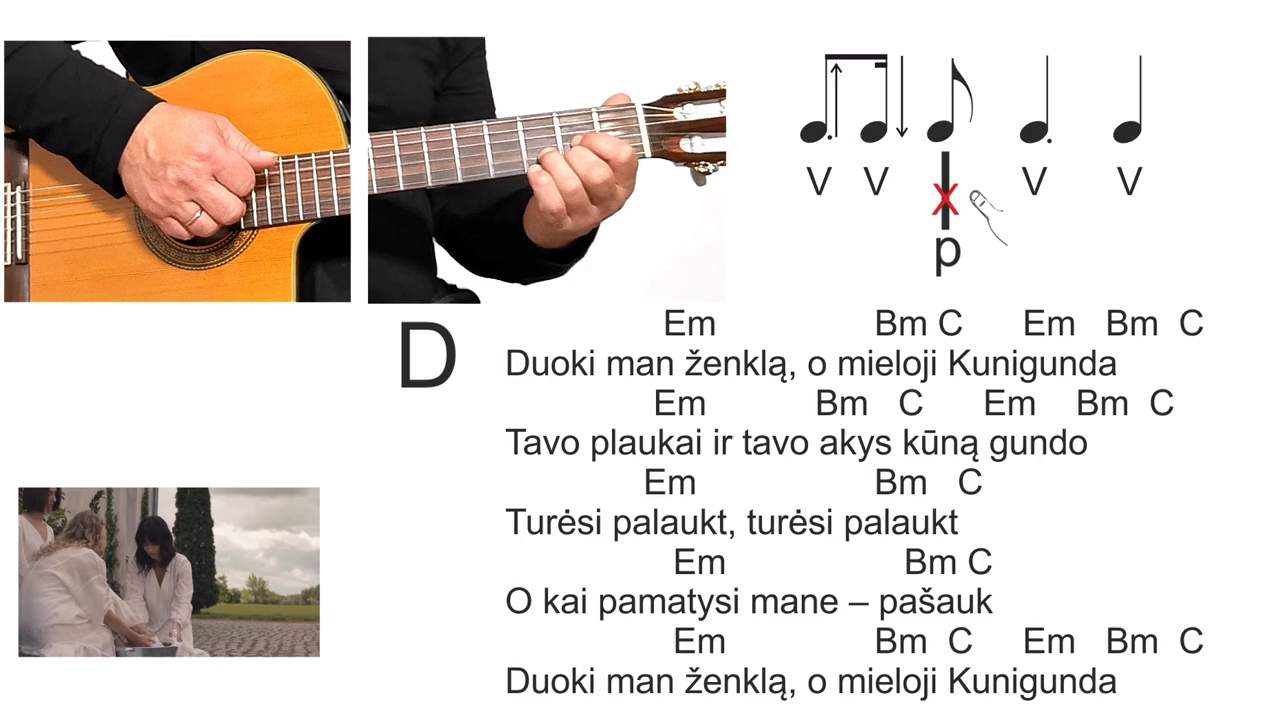 V V X V V
p
D
Em Bm C Em Bm C
Duoki man ženklą, o mieloji Kunigunda
Em Bm C Em Bm C
Tavo plaukai ir tavo akys kūną gundo
Em Bm C
Turėsi palaukt, turėsi palaukt
Em Bm C
O kai pamatysi mane – pašauk
Em Bm C Em Bm C
Duoki man ženklą, o mieloji Kunigunda